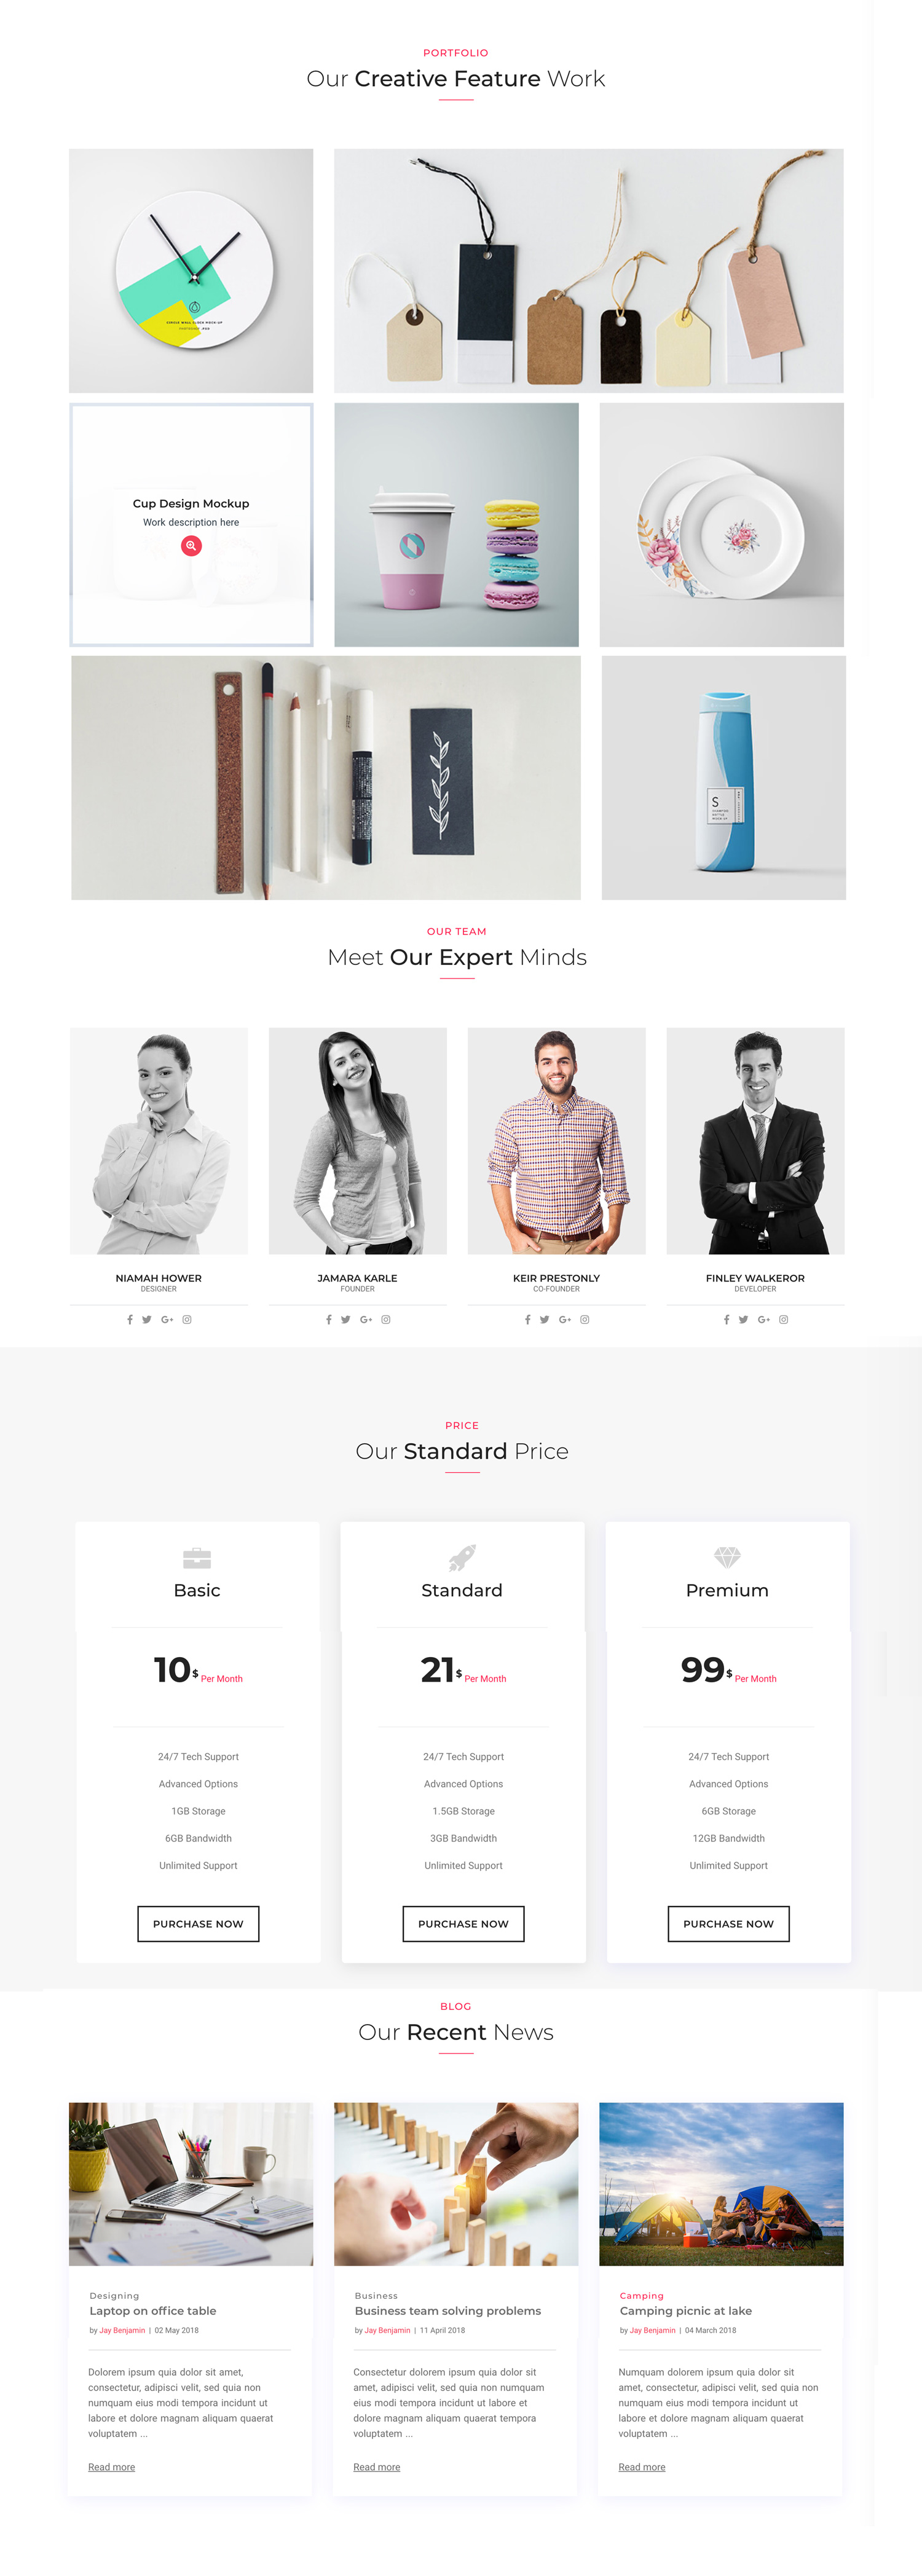 PORTFOLIO
Our Creative Feature Work
CIRCLE WALL CLOCK MOCK-UP
Cup Design Mockup
Work description here
S
OUR TEAM
Meet Our Expert Minds
NIAMAH HOWER
DESIGNER
JAMARA KARLE
FOUNDER
KEIR PRESTONLY
CO-FOUNDER
FINLEY WALKEROR
DEVELOPER
PRICE
Our Standard Price
Basic
10$ Per Month
24/7 Tech Support
Advanced Options
1GB Storage
6GB Bandwidth
Unlimited Support
PURCHASE NOW
Standard
21$ Per Month
24/7 Tech Support
Advanced Options
1.5GB Storage
3GB Bandwidth
Unlimited Support
PURCHASE NOW
Premium
99$ Per Month
24/7 Tech Support
Advanced Options
6GB Storage
12GB Bandwidth
Unlimited Support
PURCHASE NOW
BLOG
Our Recent News
Designing
Laptop on office table
by Jay Benjamin | 02 May 2018
Dolorem ipsum quia dolor sit amet,
consectetur, adipisci velit, sed quia non
numquam eius modi tempora incidunt ut
labore et dolore magnam aliquam quaerat
voluptatem ...
Read more
Business
Business team solving problems
by Jay Benjamin | 11 April 2018
Consectetur dolorem ipsum quia dolor sit
amet, adipisci velit, sed quia non numquam
eius modi tempora incidunt ut labore et
dolore magnam aliquam quaerat tempora
voluptatem ...
Read more
Camping
Camping picnic at lake
by Jay Benjamin | 04 March 2018
Numquam dolorem ipsum quia dolor sit
amet, consectetur, adipisci velit, sed quia non
numquam eius modi tempora incidunt ut
labore et dolore magnam aliquam quaerat
voluptatem ...
Read more